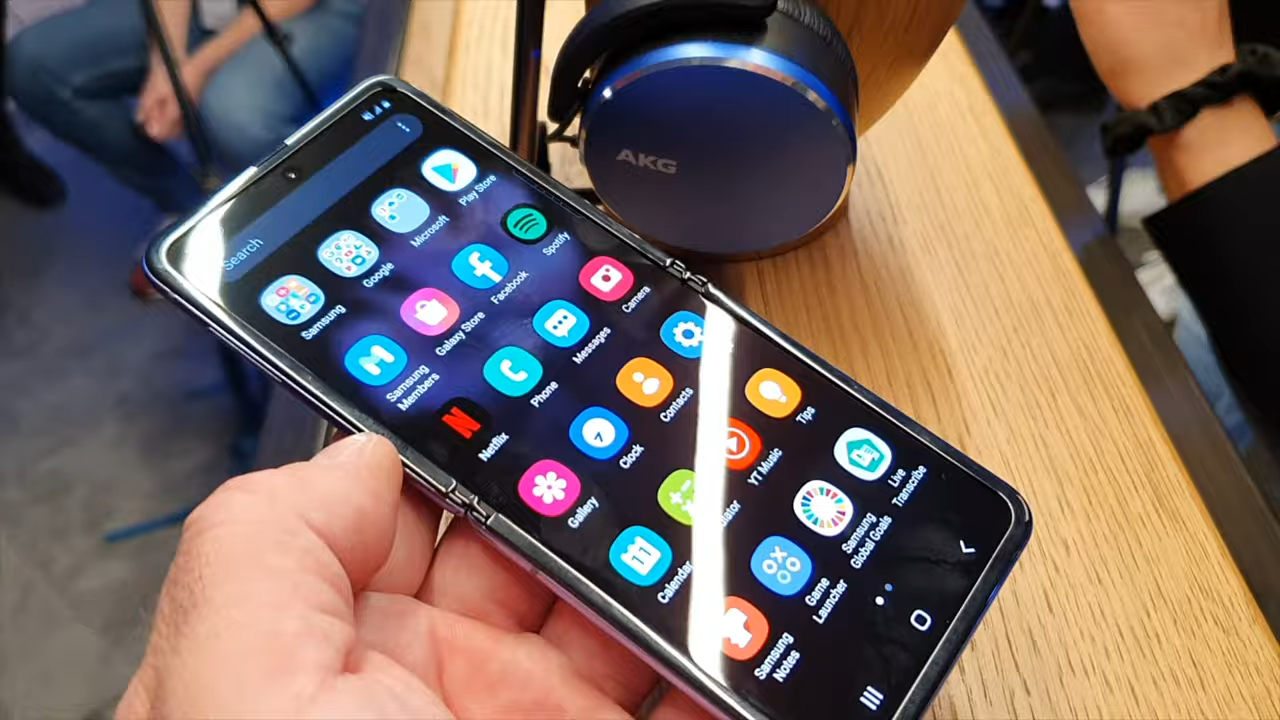 AKG
Search
Samsung
Google
Microsoft
Play Store
Samsung
Members
Galaxy Store
Facebook
Spotify
Netflix
Phone
Messages
Camera
Gallery
Clock
Contacts
11
Calendar
YT Music
Tips
Samsung
Notes
Game
Launcher
Samsung
Global Goals
Live
Transcribe